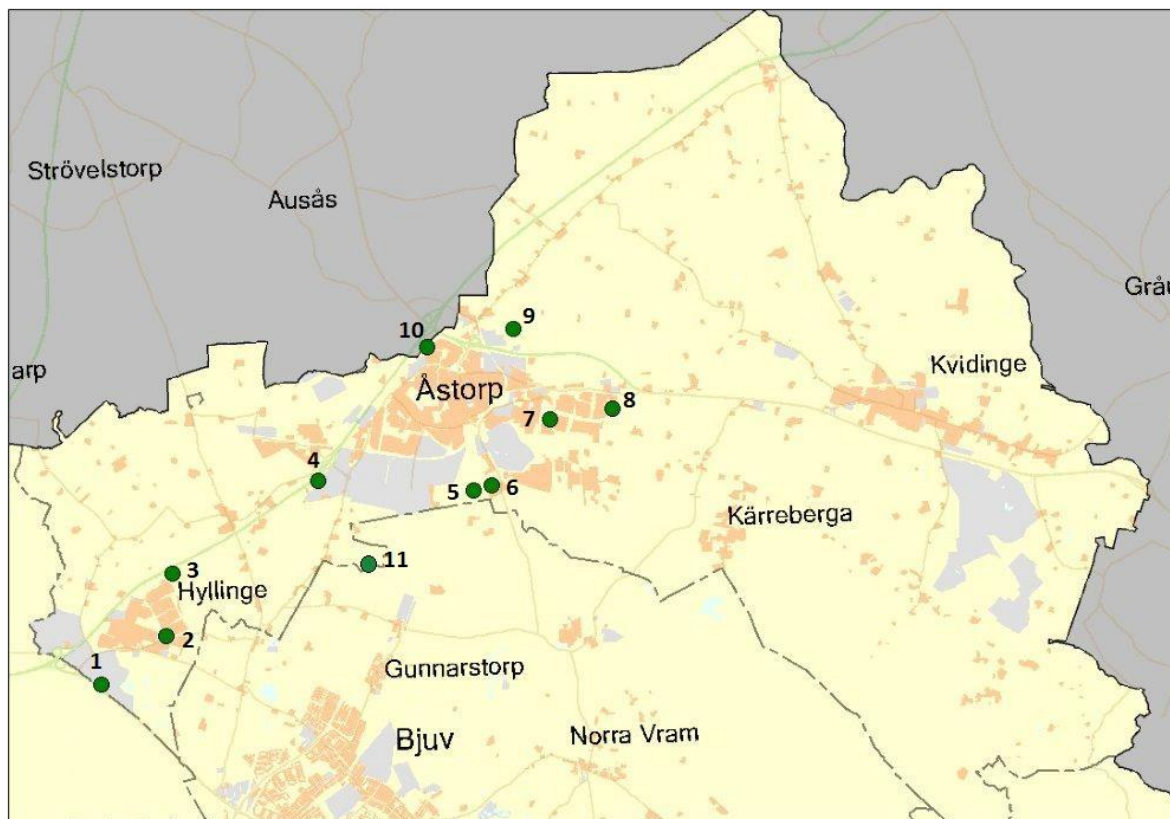 Strövelstorp
Ausås
Gråu
9
10
Kvidinge
arp
Åstorp
8
7
4
6
5
Kärreberga
11
3
Hyllinge
2
1
Gunnarstorp
Bjuv
Norra Vram